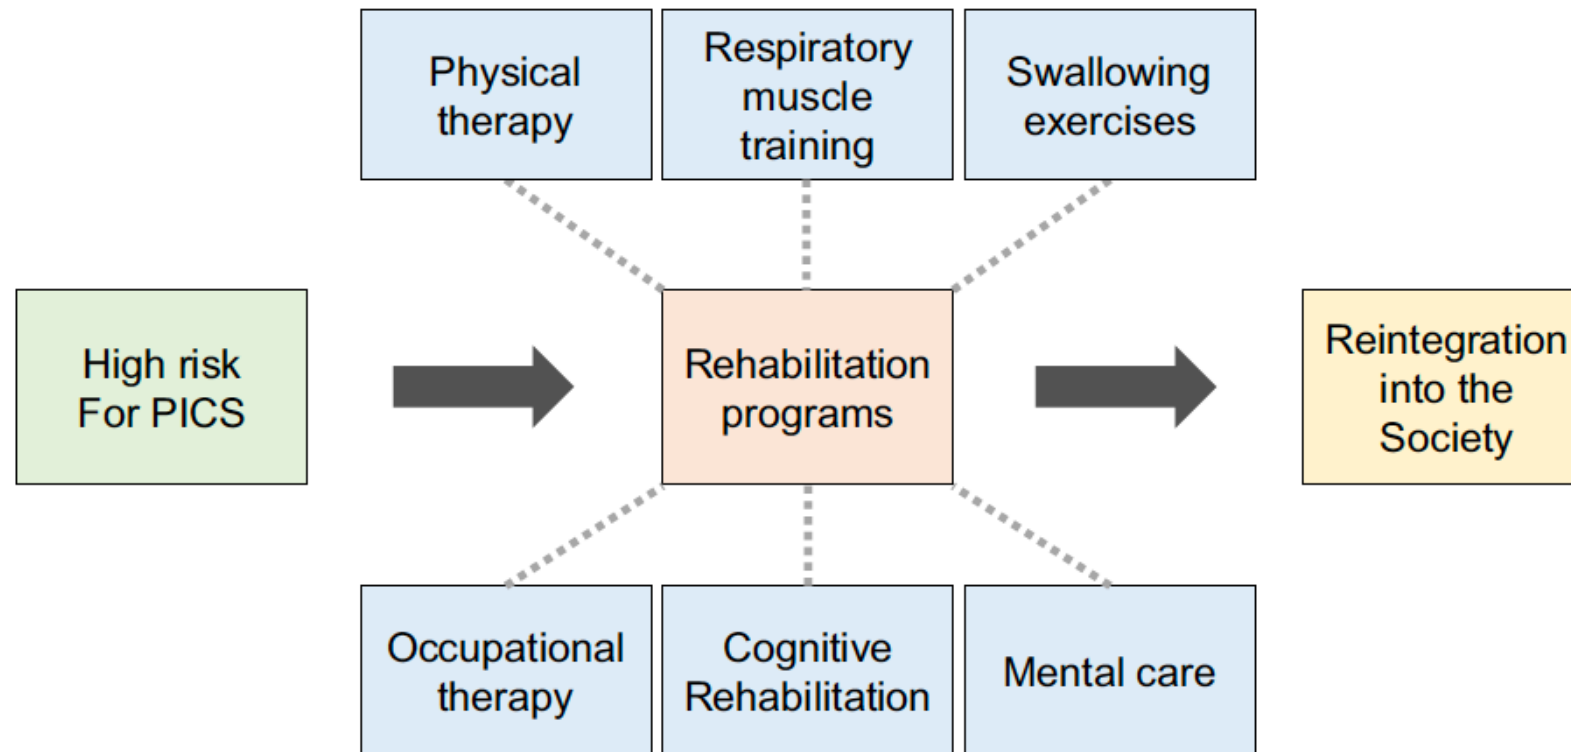 Physical
therapy
Respiratory
muscle
training
Swallowing
exercises
High risk
For PICS
Rehabilitation
programs
Reintegration
into the
Society
Occupational
therapy
Cognitive
Rehabilitation
Mental care